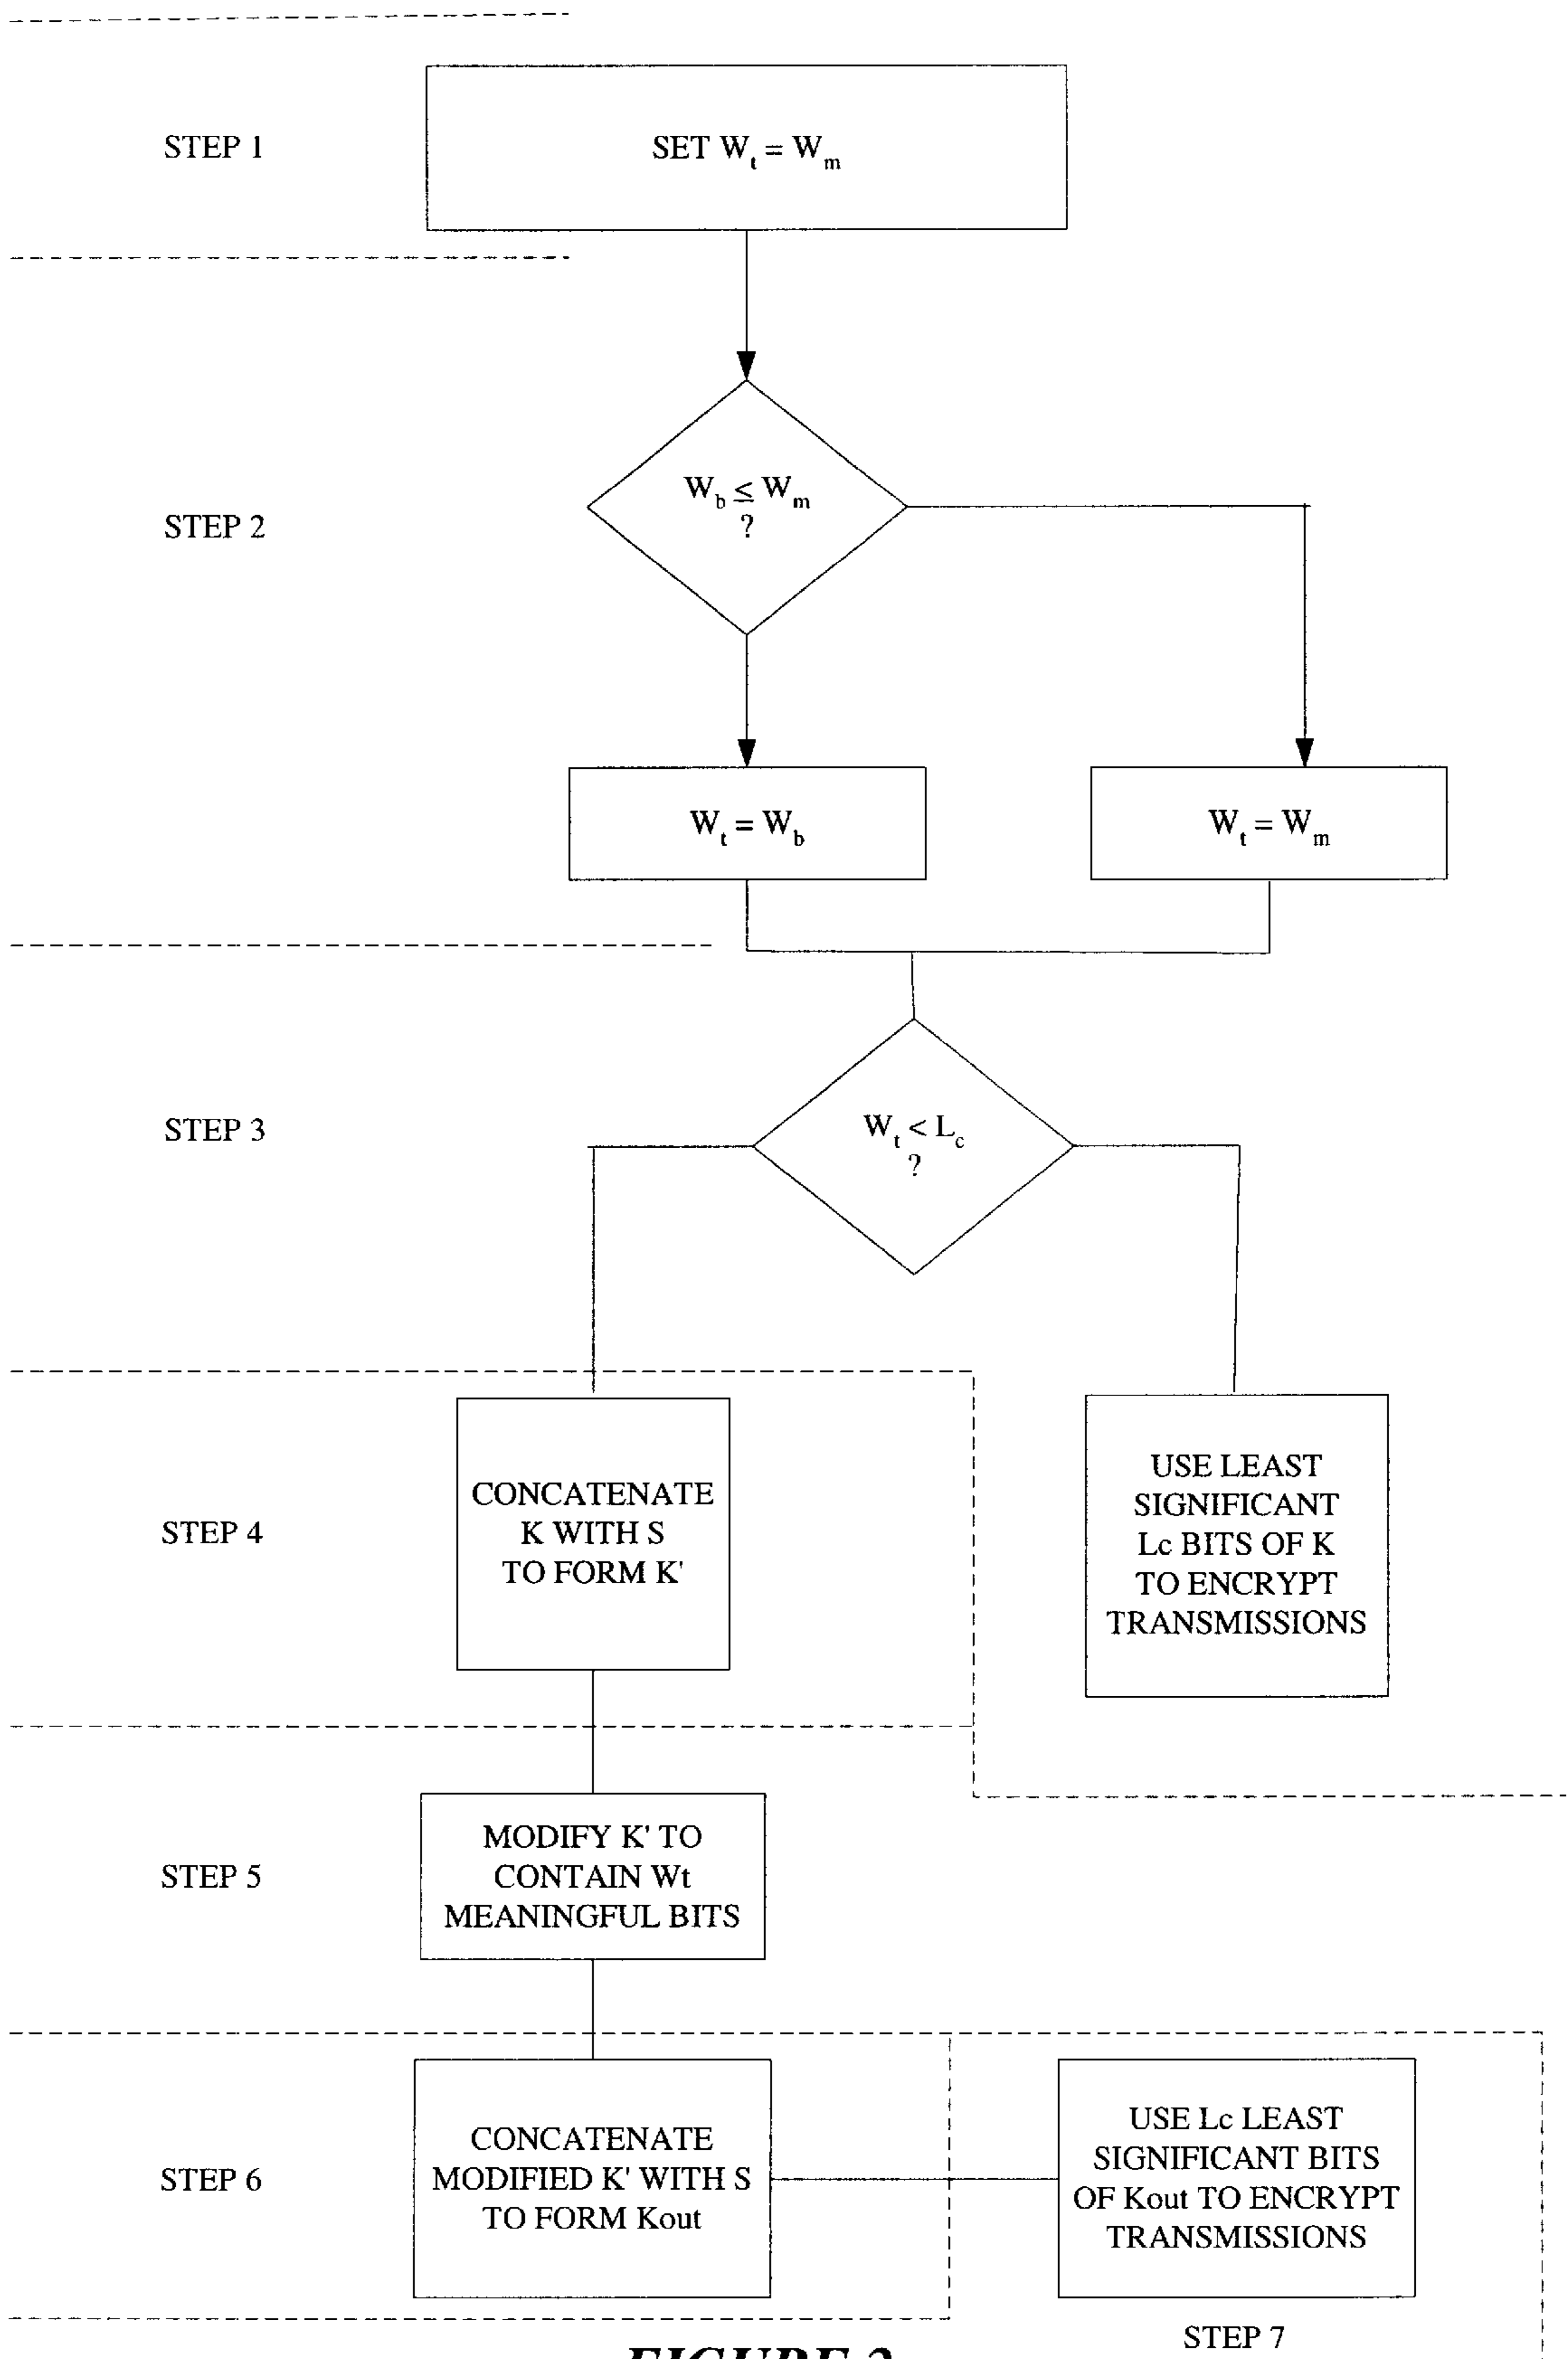 STEP 1
SET Wt = Wm
STEP 2
Wb ≤ Wm
?
Wt = Wb
Wt = Wm
STEP 3
Wt < Lc
?
STEP 4
CONCATENATE
K WITH S
TO FORM K'
USE LEAST
SIGNIFICANT
Lc BITS OF K
TO ENCRYPT
TRANSMISSIONS
STEP 5
MODIFY K' TO
CONTAIN Wt
MEANINGFUL BITS
STEP 6
CONCATENATE
MODIFIED K' WITH S
TO FORM Kout
USE Lc LEAST
SIGNIFICANT BITS
OF Kout TO ENCRYPT
TRANSMISSIONS
STEP 7